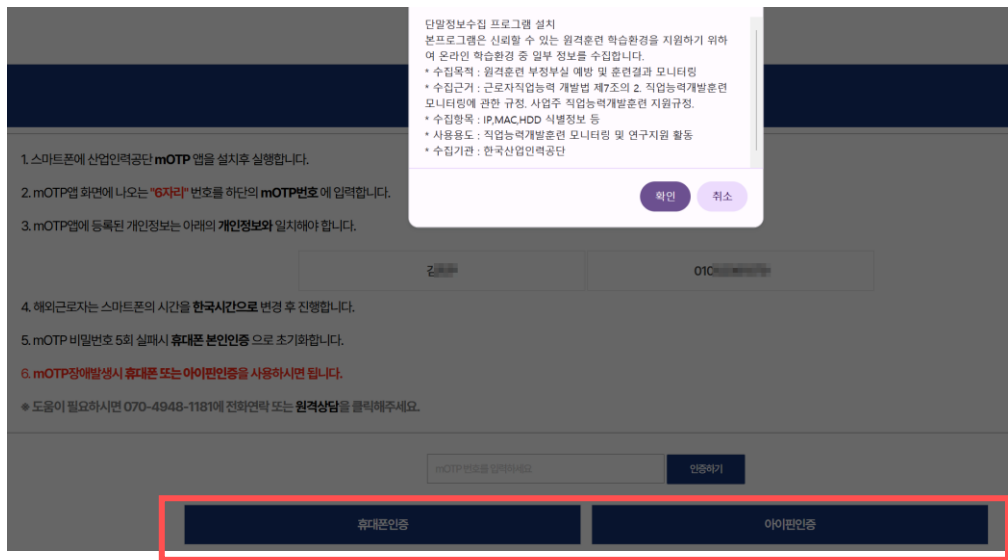 단말정보수집 프로그램 설치
본프로그램은 신뢰할 수 있는 원격훈련 학습환경을 지원하기 위하
여 온라인 학습환경 중 일부 정보를 수집합니다.
* 수집목적 : 원격훈련 부정부실 예방 및 훈련결과 모니터링
* 수집근거 : 근로자직업능력 개발법 제7조의 2. 직업능력개발훈련
모니터링에 관한 규정. 사업주 직업능력개발훈련 지원규정.
* 수집항목 : IP,MAC,HDD 식별정보 등
* 사용용도 : 직업능력개발훈련 모니터링 및 연구지원 활동
* 수집기관 : 한국산업인력공단
확인 취소
1. 스마트폰에 산업인력공단 mOTP 앱을 설치후 실행합니다.
2. mOTP앱 화면에 나오는 "6자리" 번호를 하단의 mOTP번호 에 입력합니다.
3. mOTP앱에 등록된 개인정보는 아래의 개인정보와 일치해야 합니다.
김 010
4. 해외근로자는 스마트폰의 시간을 한국시간으로 변경 후 진행합니다.
5. mOTP 비밀번호 5회 실패시 휴대폰 본인인증 으로 초기화합니다.
6. mOTP장애발생시 휴대폰 또는 아이핀인증을 사용하시면 됩니다.
※ 도움이 필요하시면 070-4948-1181에 전화연락 또는 원격상담을 클릭해주세요.
mOTP 번호를 입력하세요 인증하기
휴대폰인증 아이핀인증